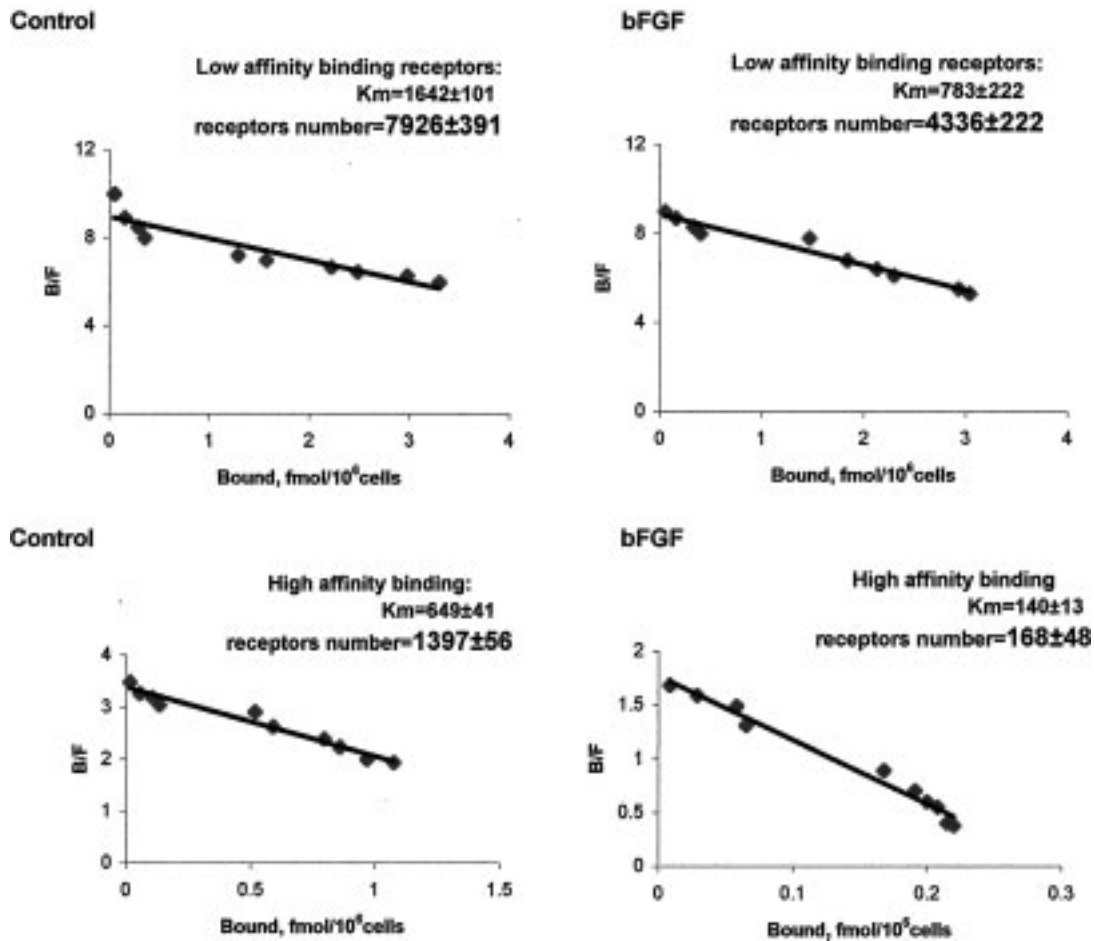 Control
Low affinity binding receptors:
Km=1642±101
receptors number=7926±391
12
8
4
0
B/F
0 1 2 3 4
Bound, fmol/10⁶cells
bFGF
Low affinity binding receptors:
Km=783±222
receptors number=4336±222
12
8
4
0
B/F
0 1 2 3 4
Bound, fmol/10⁶cells
Control
High affinity binding:
Km=649±41
receptors number=1397±56
4
3
2
1
0
B/F
0 0.5 1 1.5
Bound, fmol/10⁶cells
bFGF
High affinity binding
Km=140±13
receptors number=168±48
2
1.5
1
0.5
0
B/F
0 0.1 0.2 0.3
Bound, fmol/10⁶cells